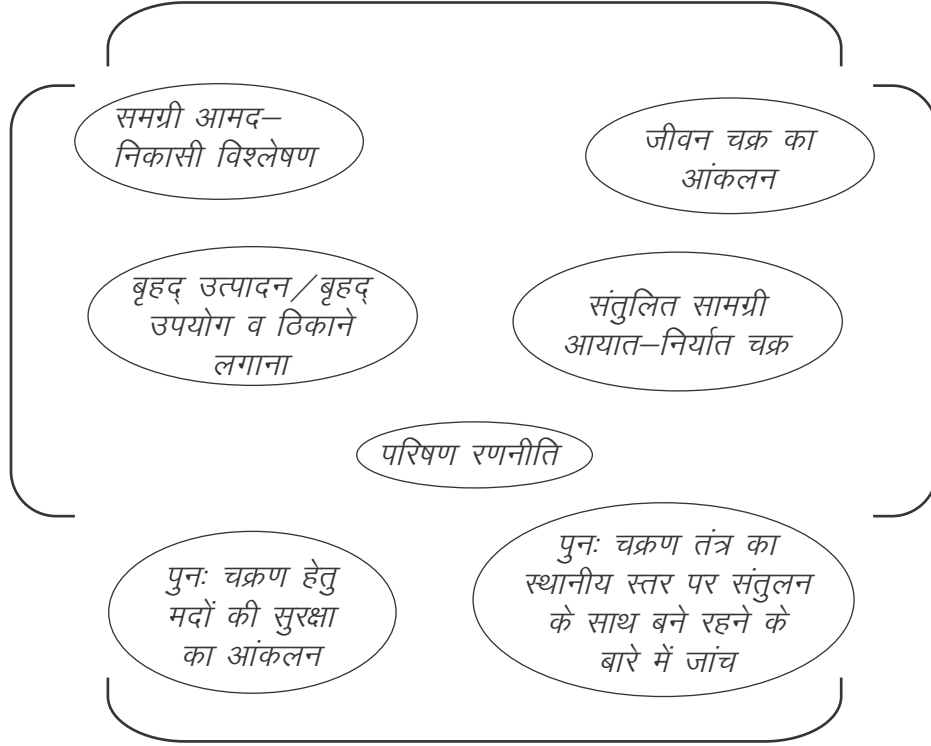 समग्री आमद–
निकासी विश्लेषण
जीवन चक्र का
आंकलन
बृहद् उत्पादन/बृहद्
उपयोग व ठिकाने
लगाना
संतुलित सामग्री
आयात–निर्यात चक्र
परिषण रणनीति
पुनः चक्रण हेतु
मदों की सुरक्षा
का आंकलन
पुनः चक्रण तंत्र का
स्थानीय स्तर पर संतुलन
के साथ बने रहने के
बारे में जांच